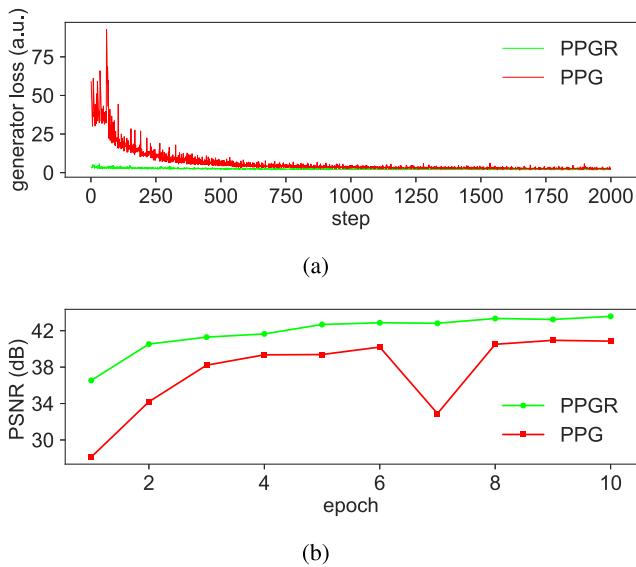 generator loss (a.u.)
75
50
25
0
PPGR
PPG
0 250 500 750 1000 1250 1500 1750 2000
step
(a)
PSNR (dB)
42
38
34
30
PPGR
PPG
2 4 6 8 10
epoch
(b)